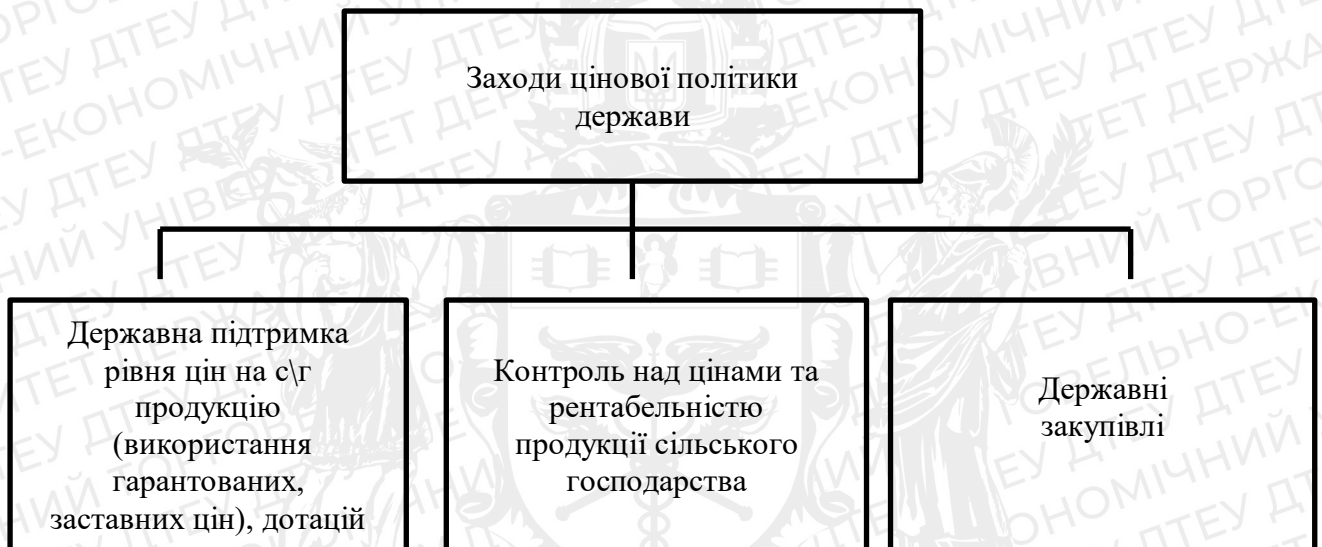 Заходи цінової політики
держави
Державна підтримка
рівня цін на с\г
продукцію
(використання
гарантованих,
заставних цін), дотацій
Контроль над цінами та
рентабельністю
продукції сільського
господарства
Державні
закупівлі